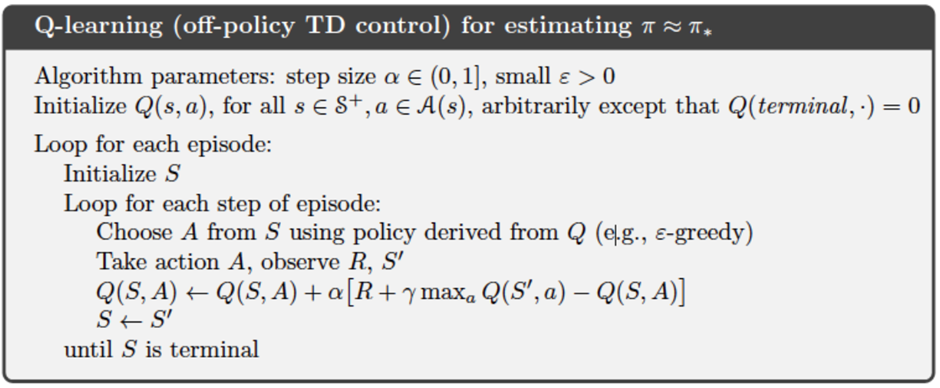 Q-learning (off-policy TD control) for estimating π ≈ π*
Algorithm parameters: step size α ∈ (0, 1], small ε > 0
Initialize Q(s, a), for all s ∈ 𝒮⁺, a ∈ 𝒜(s), arbitrarily except that Q(terminal, ·) = 0
Loop for each episode:
Initialize S
Loop for each step of episode:
Choose A from S using policy derived from Q (e.g., ε-greedy)
Take action A, observe R, S′
Q(S, A) ← Q(S, A) + α[R + γ maxₐ Q(S′, a) − Q(S, A)]
S ← S′
until S is terminal